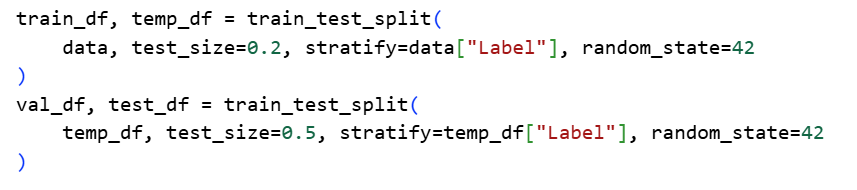 train_df, temp_df = train_test_split(
    data, test_size=0.2, stratify=data["Label"], random_state=42
)
val_df, test_df = train_test_split(
    temp_df, test_size=0.5, stratify=temp_df["Label"], random_state=42
)